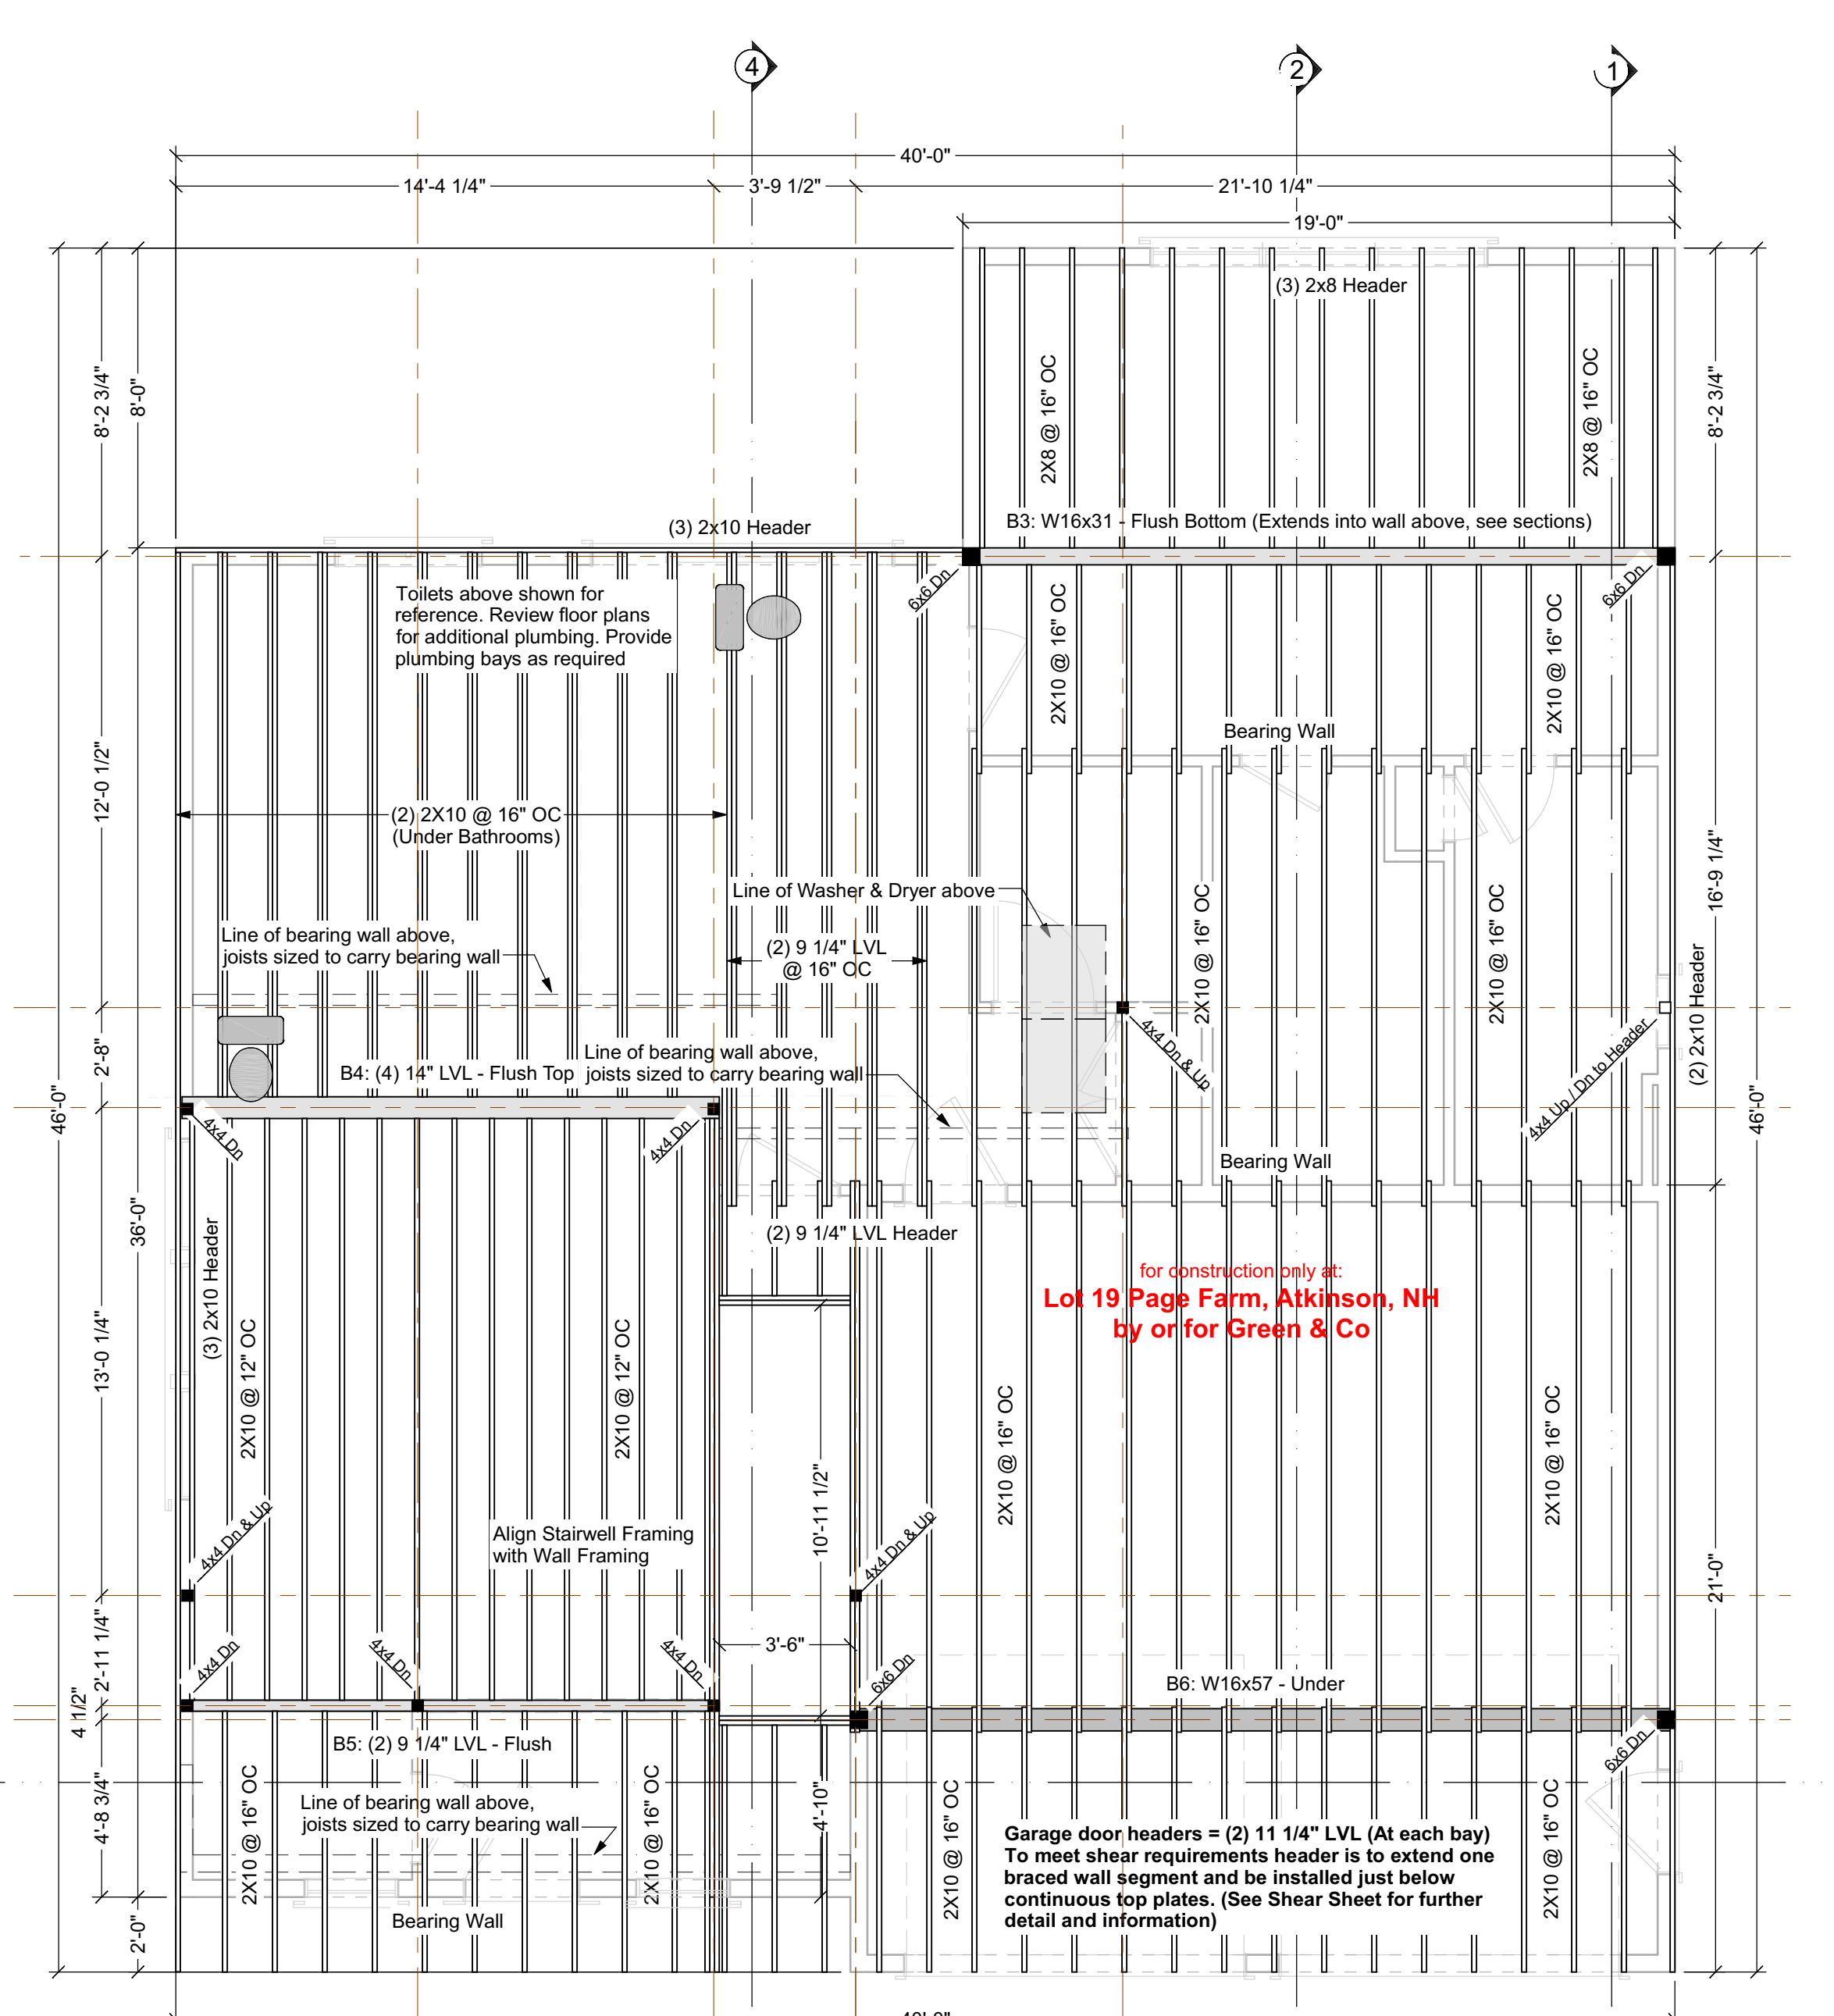 4
2
1
40'-0"
14'-4 1/4"
3'-9 1/2"
21'-10 1/4"
19'-0"
(3) 2x8 Header
8'-2 3/4"
8'-0"
2X8 @ 16" OC
2X8 @ 16" OC
8'-2 3/4"
(3) 2x10 Header
B3: W16x31 - Flush Bottom (Extends into wall above, see sections)
6x6 Dn
6x6 Dn
Toilets above shown for
reference. Review floor plans
for additional plumbing. Provide
plumbing bays as required
2X10 @ 16" OC
2X10 @ 16" OC
Bearing Wall
12'-0 1/2"
(2) 2X10 @ 16" OC
(Under Bathrooms)
Line of Washer & Dryer above
16'-9 1/4"
Line of bearing wall above,
joists sized to carry bearing wall
(2) 9 1/4" LVL
@ 16" OC
2X10 @ 16" OC
2X10 @ 16" OC
(2) 2x10 Header
2'-8"
46'-0"
B4: (4) 14" LVL - Flush Top
Line of bearing wall above,
joists sized to carry bearing wall
4x4 Dn & Up
4x4 Up / Dn to Header
46'-0"
4x4 Dn
4x4 Dn
Bearing Wall
36'-0"
(3) 2x10 Header
(2) 9 1/4" LVL Header
for construction only at:
Lot 19 Page Farm, Atkinson, NH
by or for Green & Co
13'-0 1/4"
2X10 @ 12" OC
2X10 @ 12" OC
2X10 @ 16" OC
2X10 @ 16" OC
10'-11 1/2"
Align Stairwell Framing
with Wall Framing
4x4 Dn & Up
4x4 Dn & Up
21'-0"
2'-11 1/4"
4x4 Dn
4x4 Dn
4x4 Dn
3'-6"
6x6 Dn
B6: W16x57 - Under
4 1/2"
B5: (2) 9 1/4" LVL - Flush
6x6 Dn
4'-8 3/4"
2X10 @ 16" OC
Line of bearing wall above,
joists sized to carry bearing wall
2X10 @ 16" OC
4'-10"
2X10 @ 16" OC
Garage door headers = (2) 11 1/4" LVL (At each bay)
To meet shear requirements header is to extend one
braced wall segment and be installed just below
continuous top plates. (See Shear Sheet for further
detail and information)
2X10 @ 16" OC
Bearing Wall
2'-0"